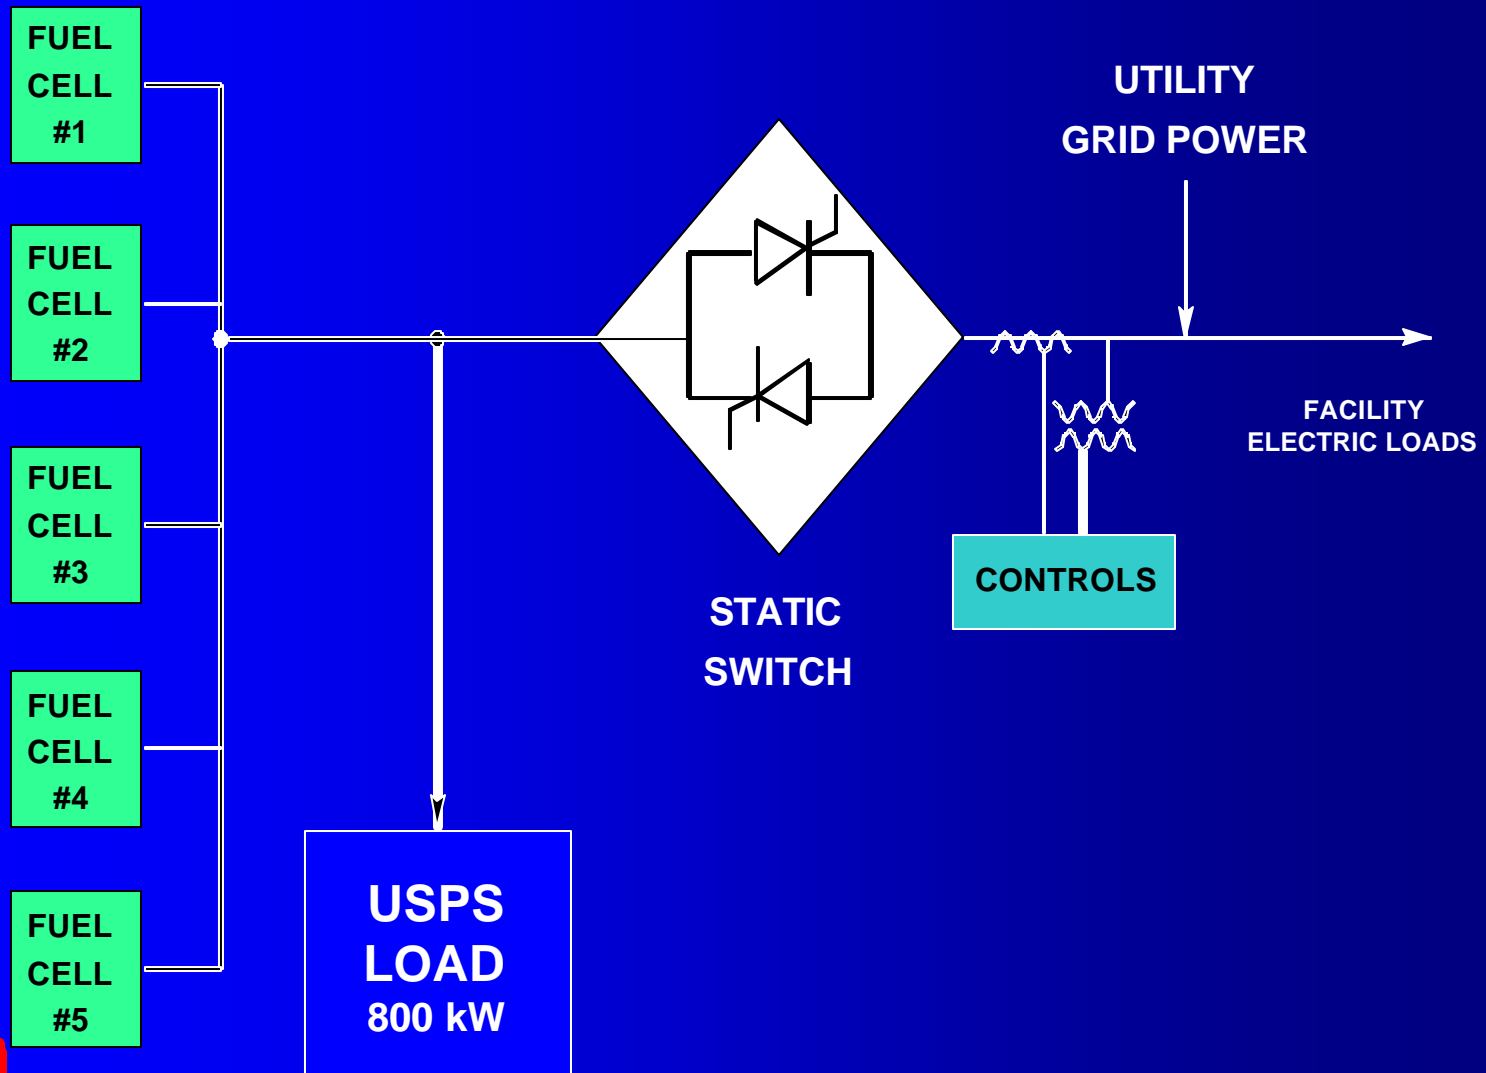 FUEL
CELL
#1
FUEL
CELL
#2
FUEL
CELL
#3
FUEL
CELL
#4
FUEL
CELL
#5
USPS
LOAD
800 kW
STATIC
SWITCH
UTILITY
GRID POWER
FACILITY
ELECTRIC LOADS
CONTROLS